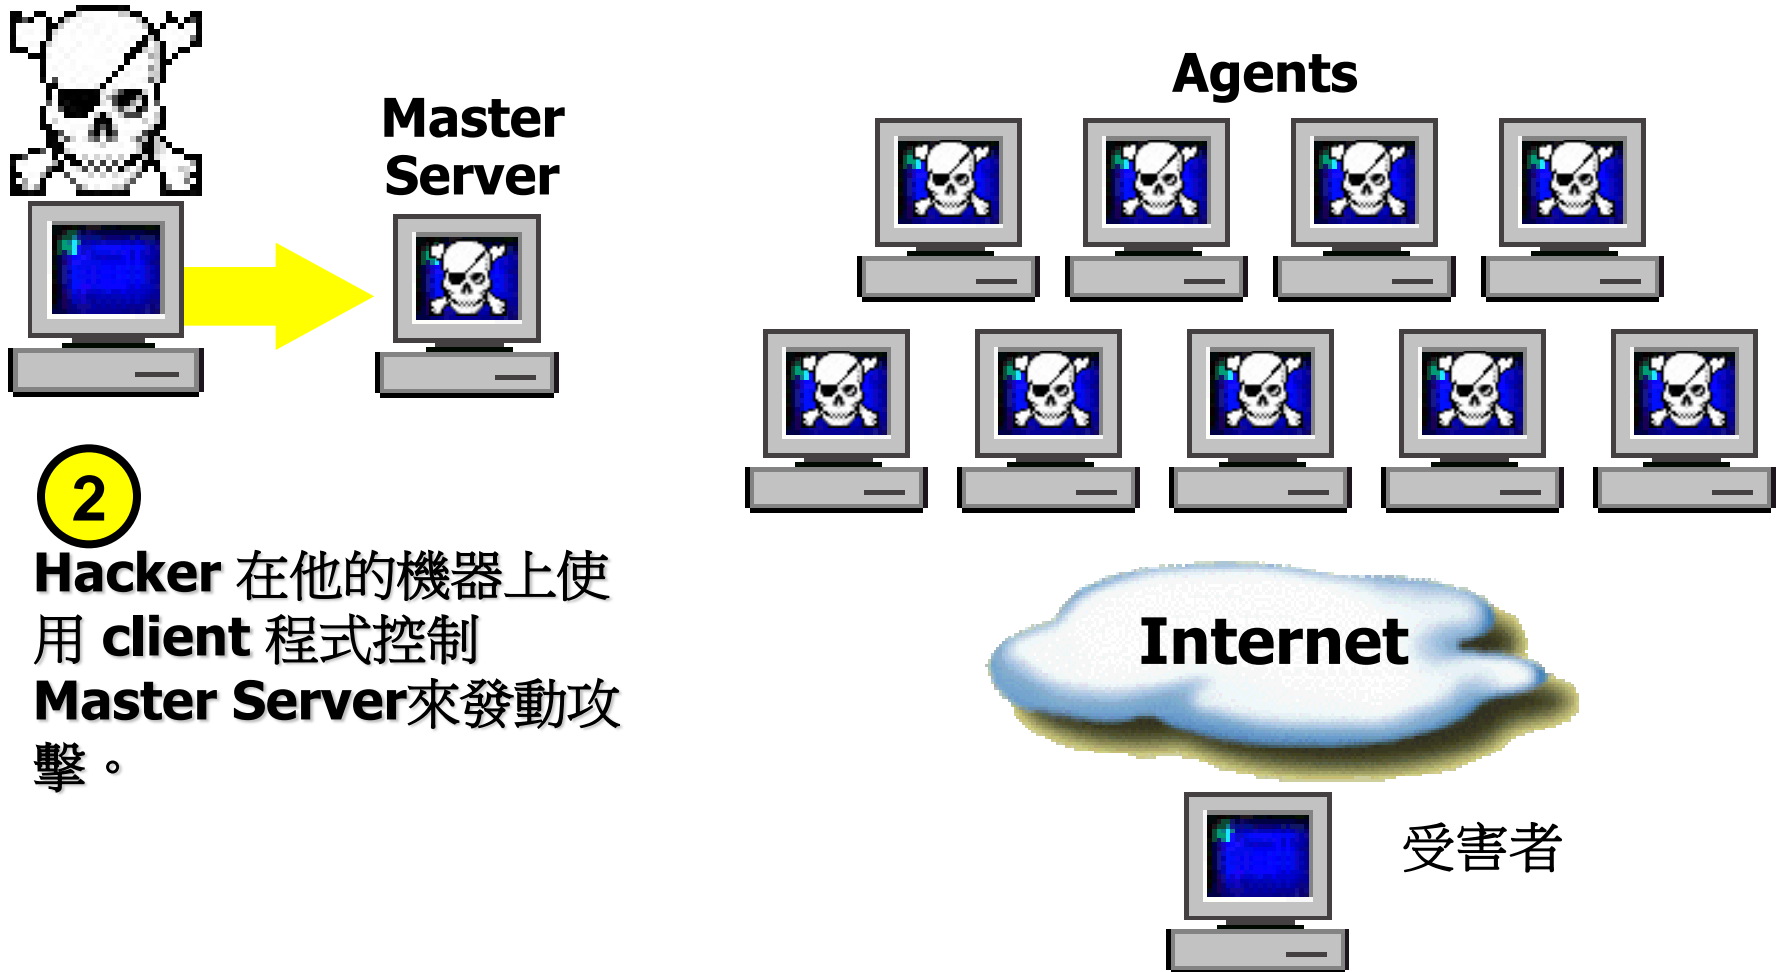 Master
Server
Agents
2
Hacker 在他的機器上使
用 client 程式控制
Master Server來發動攻
擊。
Internet
受害者